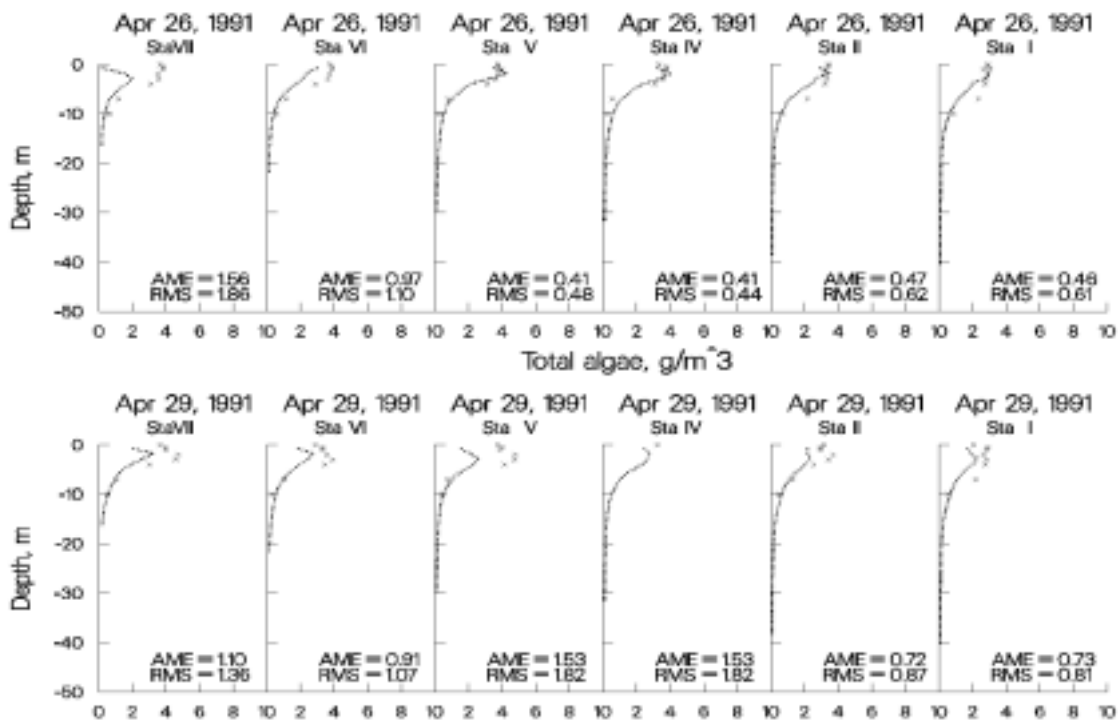 Apr 26, 1991 Apr 26, 1991 Apr 26, 1991 Apr 26, 1991 Apr 26, 1991 Apr 26, 1991
Sta VII Sta VI Sta V Sta IV Sta II Sta I
0
-10
-20
-30
-40
-50
Depth, m
AME = 1.56 AME = 0.97 AME = 0.41 AME = 0.41 AME = 0.47 AME = 0.46
RMS = 1.86 RMS = 1.10 RMS = 0.48 RMS = 0.44 RMS = 0.62 RMS = 0.61
0 2 4 6 8 10 2 4 6 8 10 2 4 6 8 10 2 4 6 8 10 2 4 6 8 10 2 4 6 8 10
Total algae, g/m^3
Apr 29, 1991 Apr 29, 1991 Apr 29, 1991 Apr 29, 1991 Apr 29, 1991 Apr 29, 1991
Sta VII Sta VI Sta V Sta IV Sta II Sta I
0
-10
-20
-30
-40
-50
Depth, m
AME = 1.10 AME = 0.91 AME = 1.53 AME = 1.53 AME = 0.72 AME = 0.73
RMS = 1.36 RMS = 1.07 RMS = 1.82 RMS = 1.82 RMS = 0.87 RMS = 0.81
0 2 4 6 8 10 2 4 6 8 10 2 4 6 8 10 2 4 6 8 10 2 4 6 8 10 2 4 6 8 10